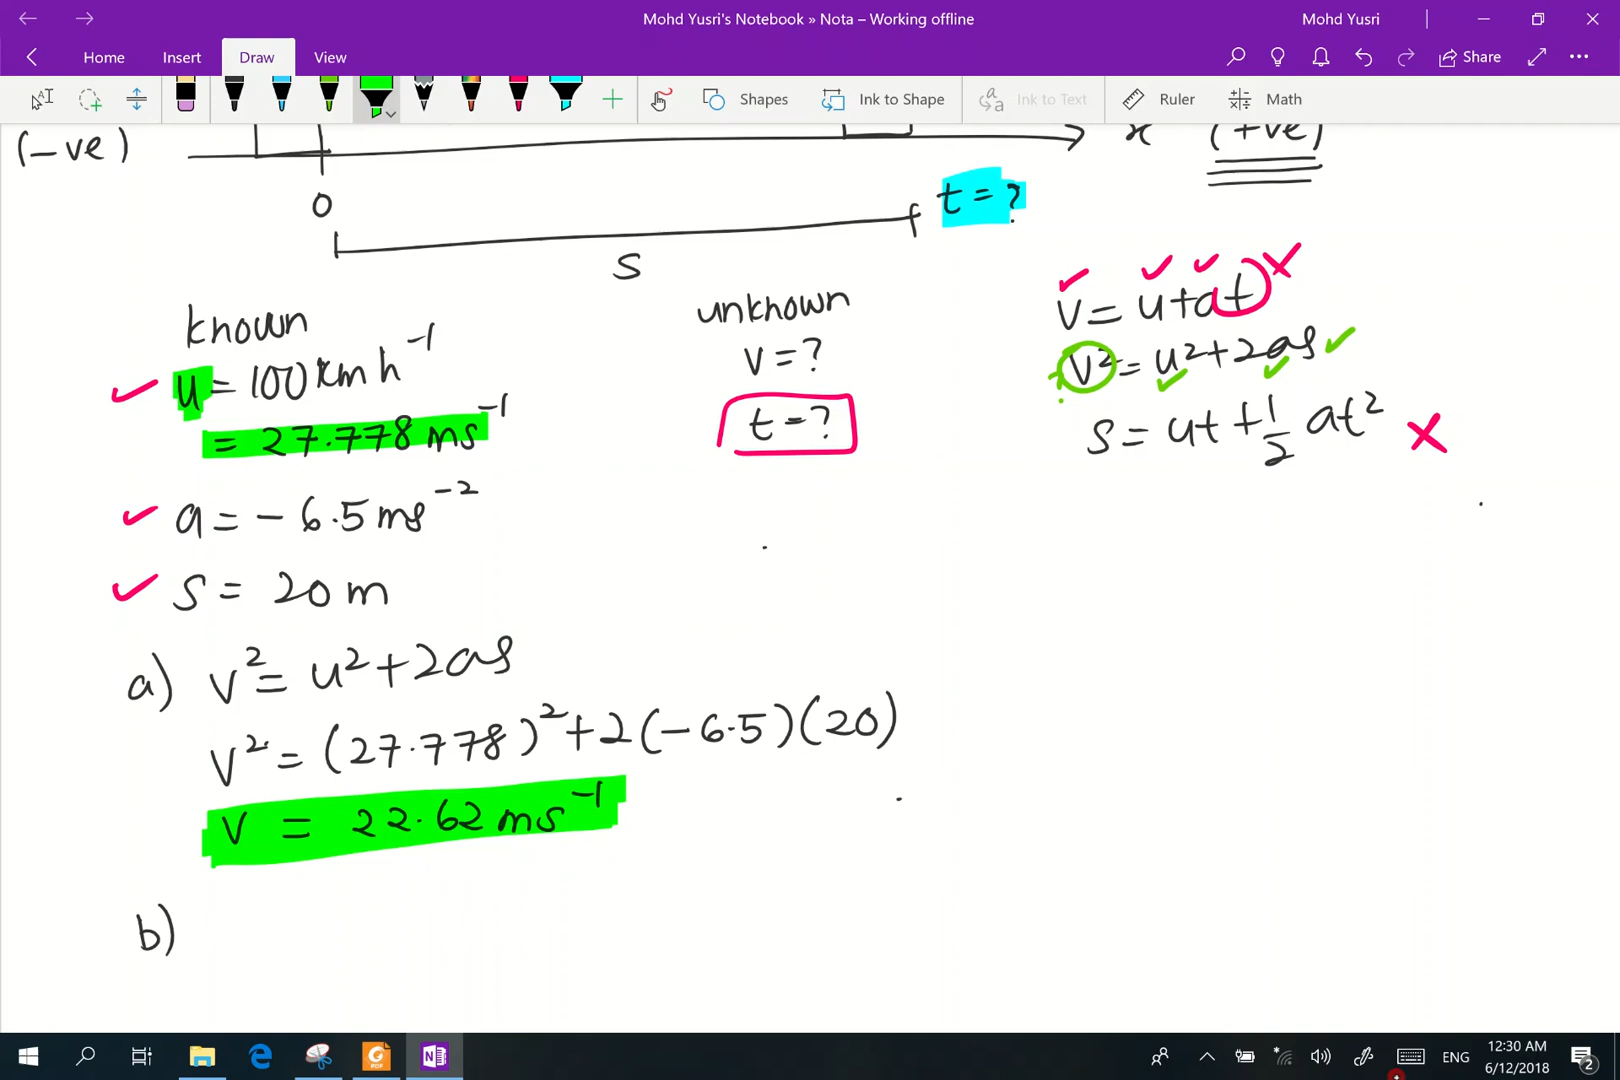 Mohd Yusri's Notebook » Nota – Working offline
Mohd Yusri
Home Insert Draw View
Share
Shapes Ink to Shape Ink to Text Ruler Math
(-ve)
x (+ve)
0
t = ?
S
known
u = 100 km h⁻¹
= 27.778 ms⁻¹
a = - 6.5 ms⁻²
s = 20 m
unknown
v = ?
t = ?
v = u + at
v² = u² + 2as
s = ut + 1/2 at²
a) v² = u² + 2as
v² = (27.778)² + 2(-6.5)(20)
v = 22.62 ms⁻¹
b)
ENG
12:30 AM
6/12/2018
2